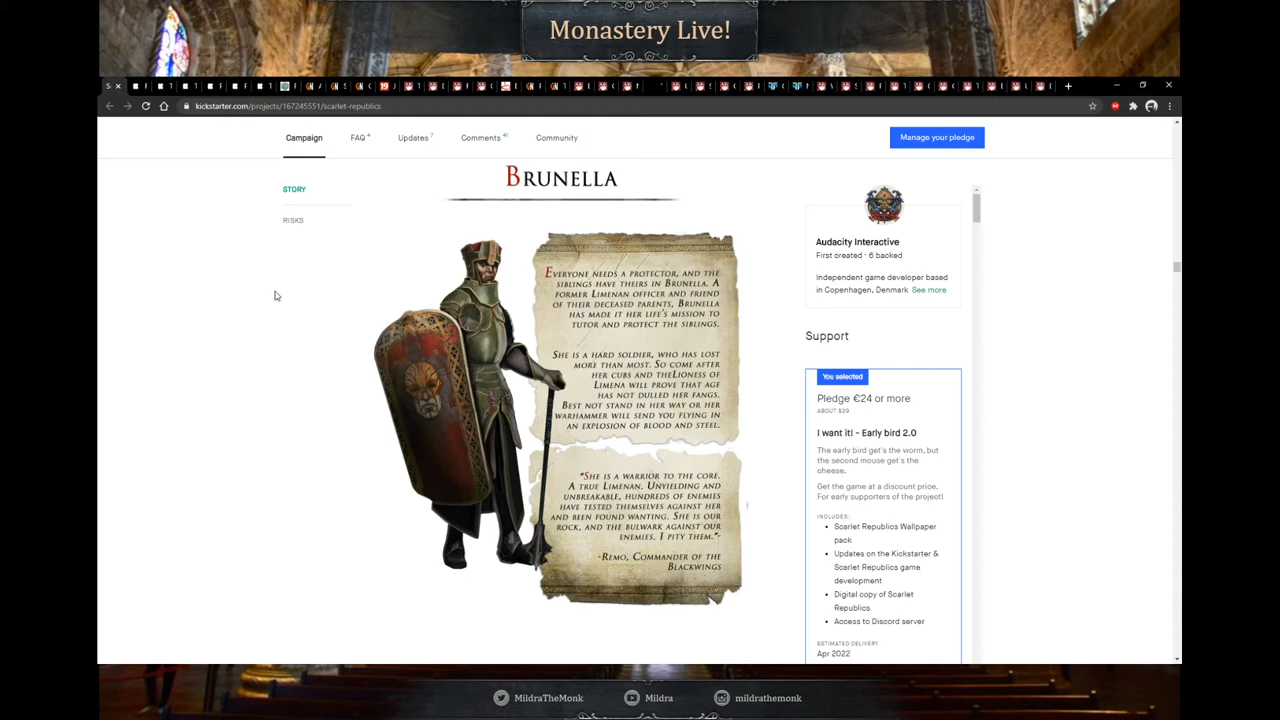 Monastery Live!
kickstarter.com/projects/167245551/scarlet-republics
Campaign
FAQ 4
Updates 7
Comments 41
Community
Manage your pledge
STORY
RISKS
BRUNELLA
EVERYONE NEEDS A PROTECTOR, AND THE
SIBLINGS HAVE THEIRS IN BRUNELLA. A
FORMER LIMENAN OFFICER AND FRIEND
OF THEIR DECEASED PARENTS, BRUNELLA
HAS MADE IT HER LIFE'S MISSION TO
TUTOR AND PROTECT THE SIBLINGS.
SHE IS A HARD SOLDIER, WHO HAS LOST
MORE THAN MOST. SO COME AFTER
HER CUBS AND THELIONESS OF
LIMENA WILL PROVE THAT AGE
HAS NOT DULLED HER FANGS.
BEST NOT STAND IN HER WAY OR HER
WARHAMMER WILL SEND YOU FLYING IN
AN EXPLOSION OF BLOOD AND STEEL.
"SHE IS A WARRIOR TO THE CORE.
A TRUE LIMENAN. UNYIELDING AND
UNBREAKABLE, HUNDREDS OF ENEMIES
HAVE TESTED THEMSELVES AGAINST HER
AND BEEN FOUND WANTING. SHE IS OUR
ROCK, AND THE BULWARK AGAINST OUR
ENEMIES. I PITY THEM."-
-REMO, COMMANDER OF THE
BLACKWINGS
Audacity Interactive
First created · 6 backed
Independent game developer based
in Copenhagen, Denmark See more
Support
You selected
Pledge €24 or more
ABOUT $29
I want it! - Early bird 2.0
The early bird get's the worm, but
the second mouse get's the
cheese.
Get the game at a discount price.
For early supporters of the project!
INCLUDES:
• Scarlet Republics Wallpaper
pack
• Updates on the Kickstarter &
Scarlet Republics game
development
• Digital copy of Scarlet
Republics
• Access to Discord server
ESTIMATED DELIVERY
Apr 2022
MildraTheMonk
Mildra
mildrathemonk